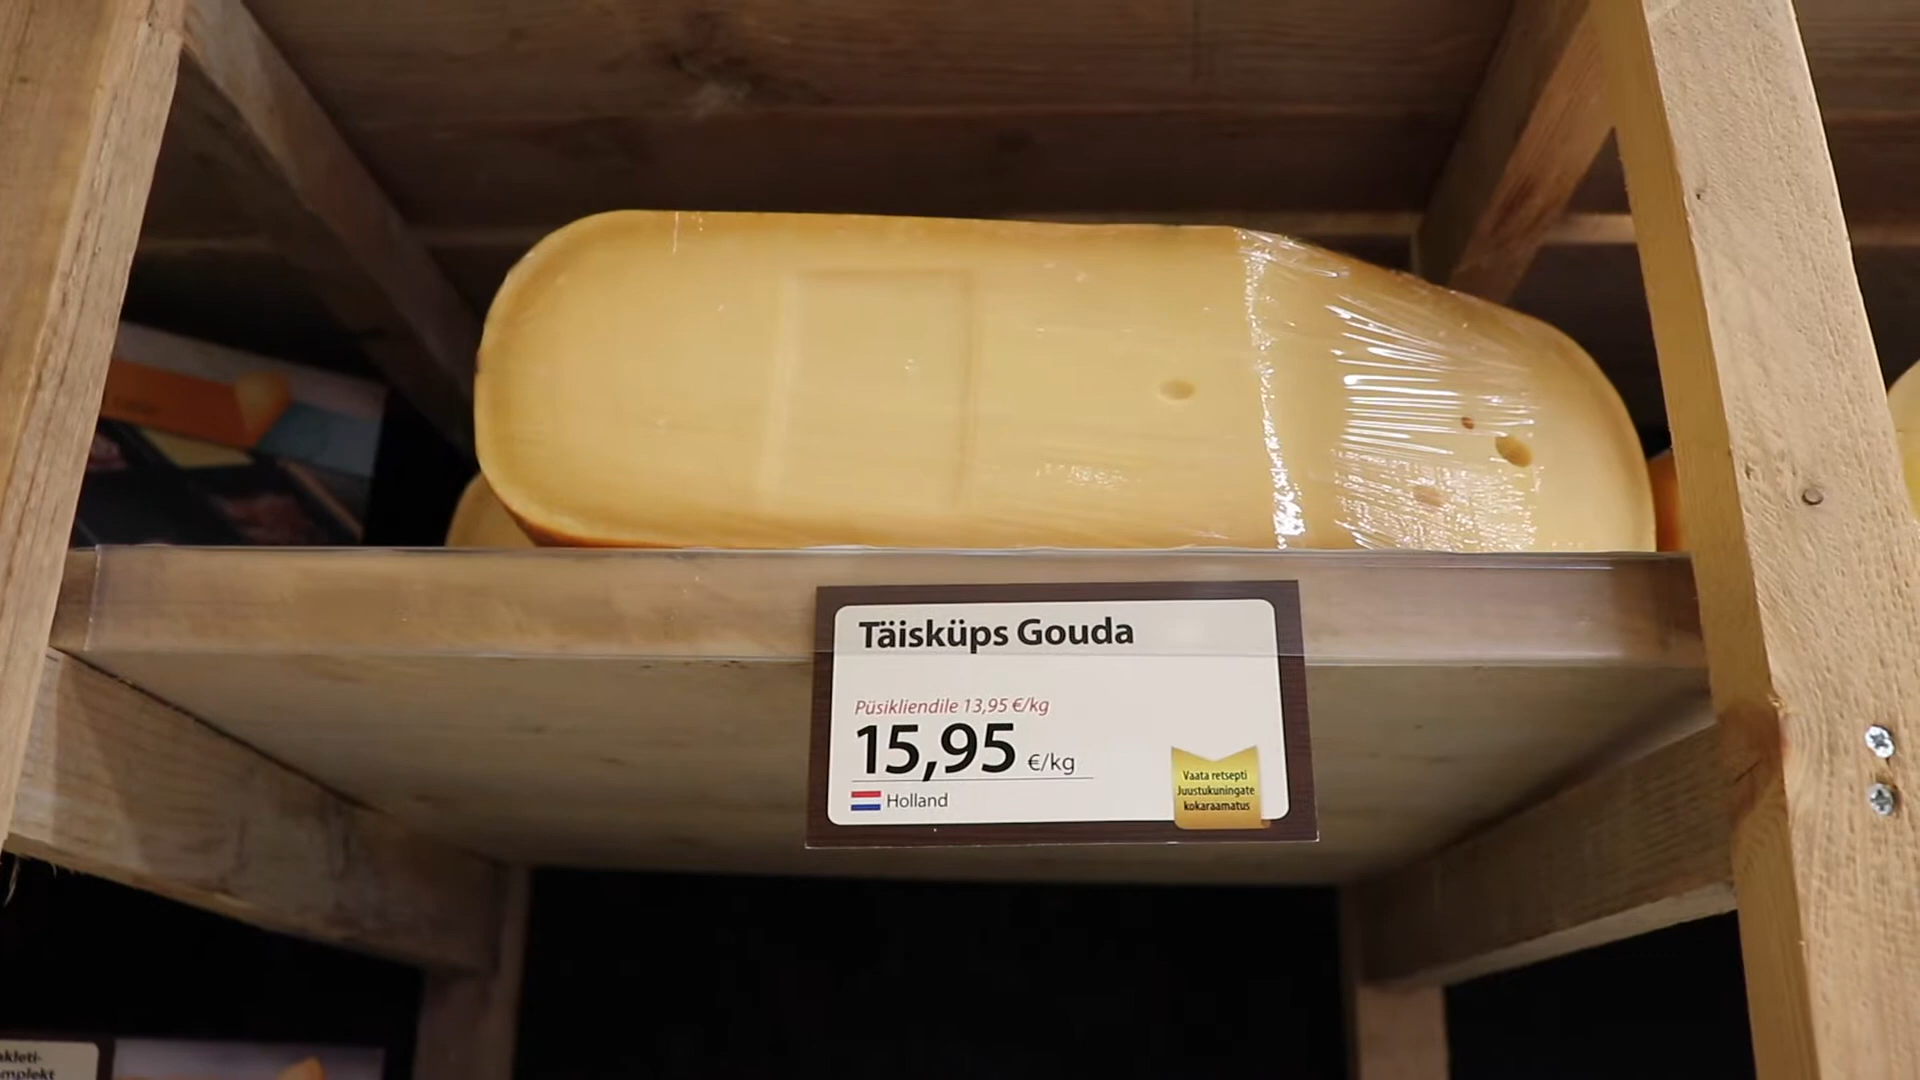 Täisküps Gouda
Püsikliendile 13,95 €/kg
15,95 €/kg
Holland
Vaata retsepti
Juustukuningate
kokaraamatus